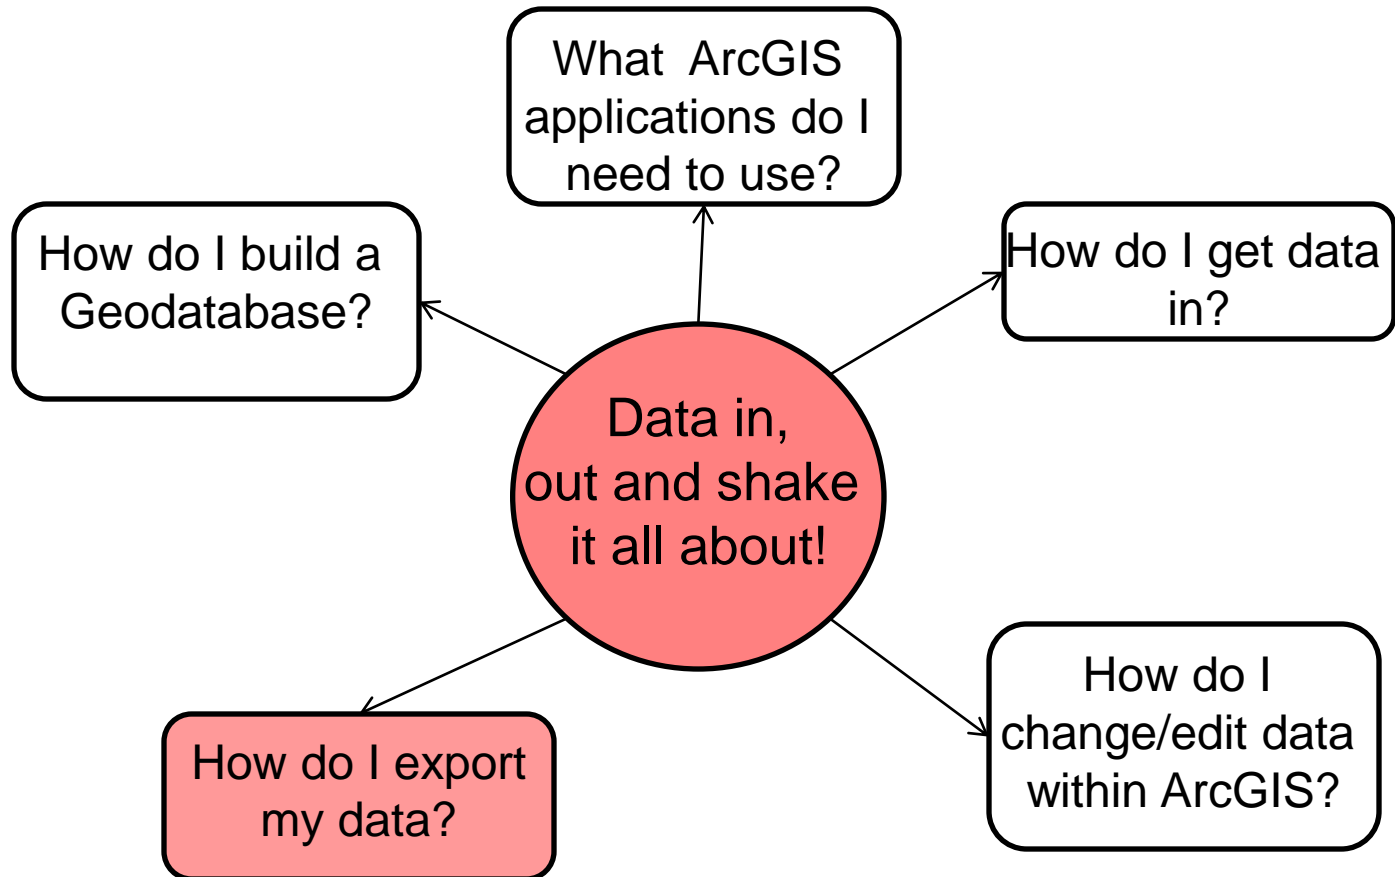 What  ArcGIS
applications do I
need to use?
How do I build a
Geodatabase?
How do I get data
in?
Data in,
out and shake
it all about!
How do I
change/edit data
within ArcGIS?
How do I export
my data?